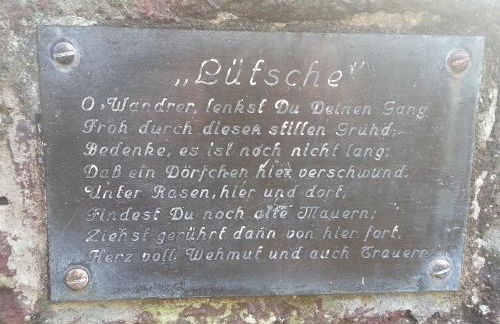 „Lütsche"
O Wandrer, lenkst Du Deinen Gang
Froh durch diesen stillen Grund;
Bedenke, es ist noch nicht lang;
Daß ein Dörfchen hier verschwund.
Unter Rasen, hier und dort,
Findest Du noch alte Mauern;
Ziehst gerührt dann von hier fort,
Herz voll Wehmut und auch Trauern